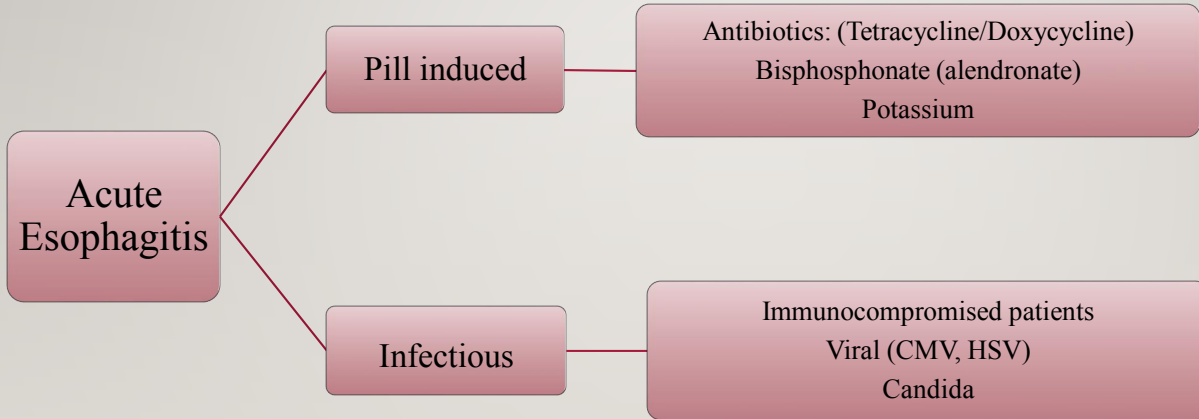 Acute
Esophagitis
Pill induced
Antibiotics: (Tetracycline/Doxycycline)
Bisphosphonate (alendronate)
Potassium
Infectious
Immunocompromised patients
Viral (CMV, HSV)
Candida